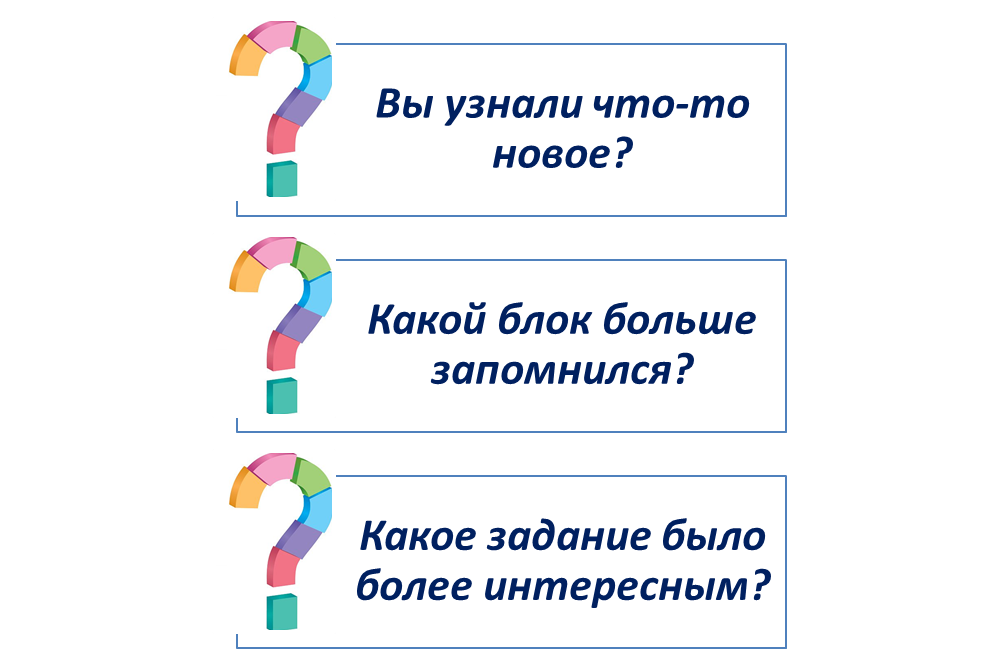 Вы узнали что-то
новое?
Какой блок больше
запомнился?
Какое задание было
более интересным?